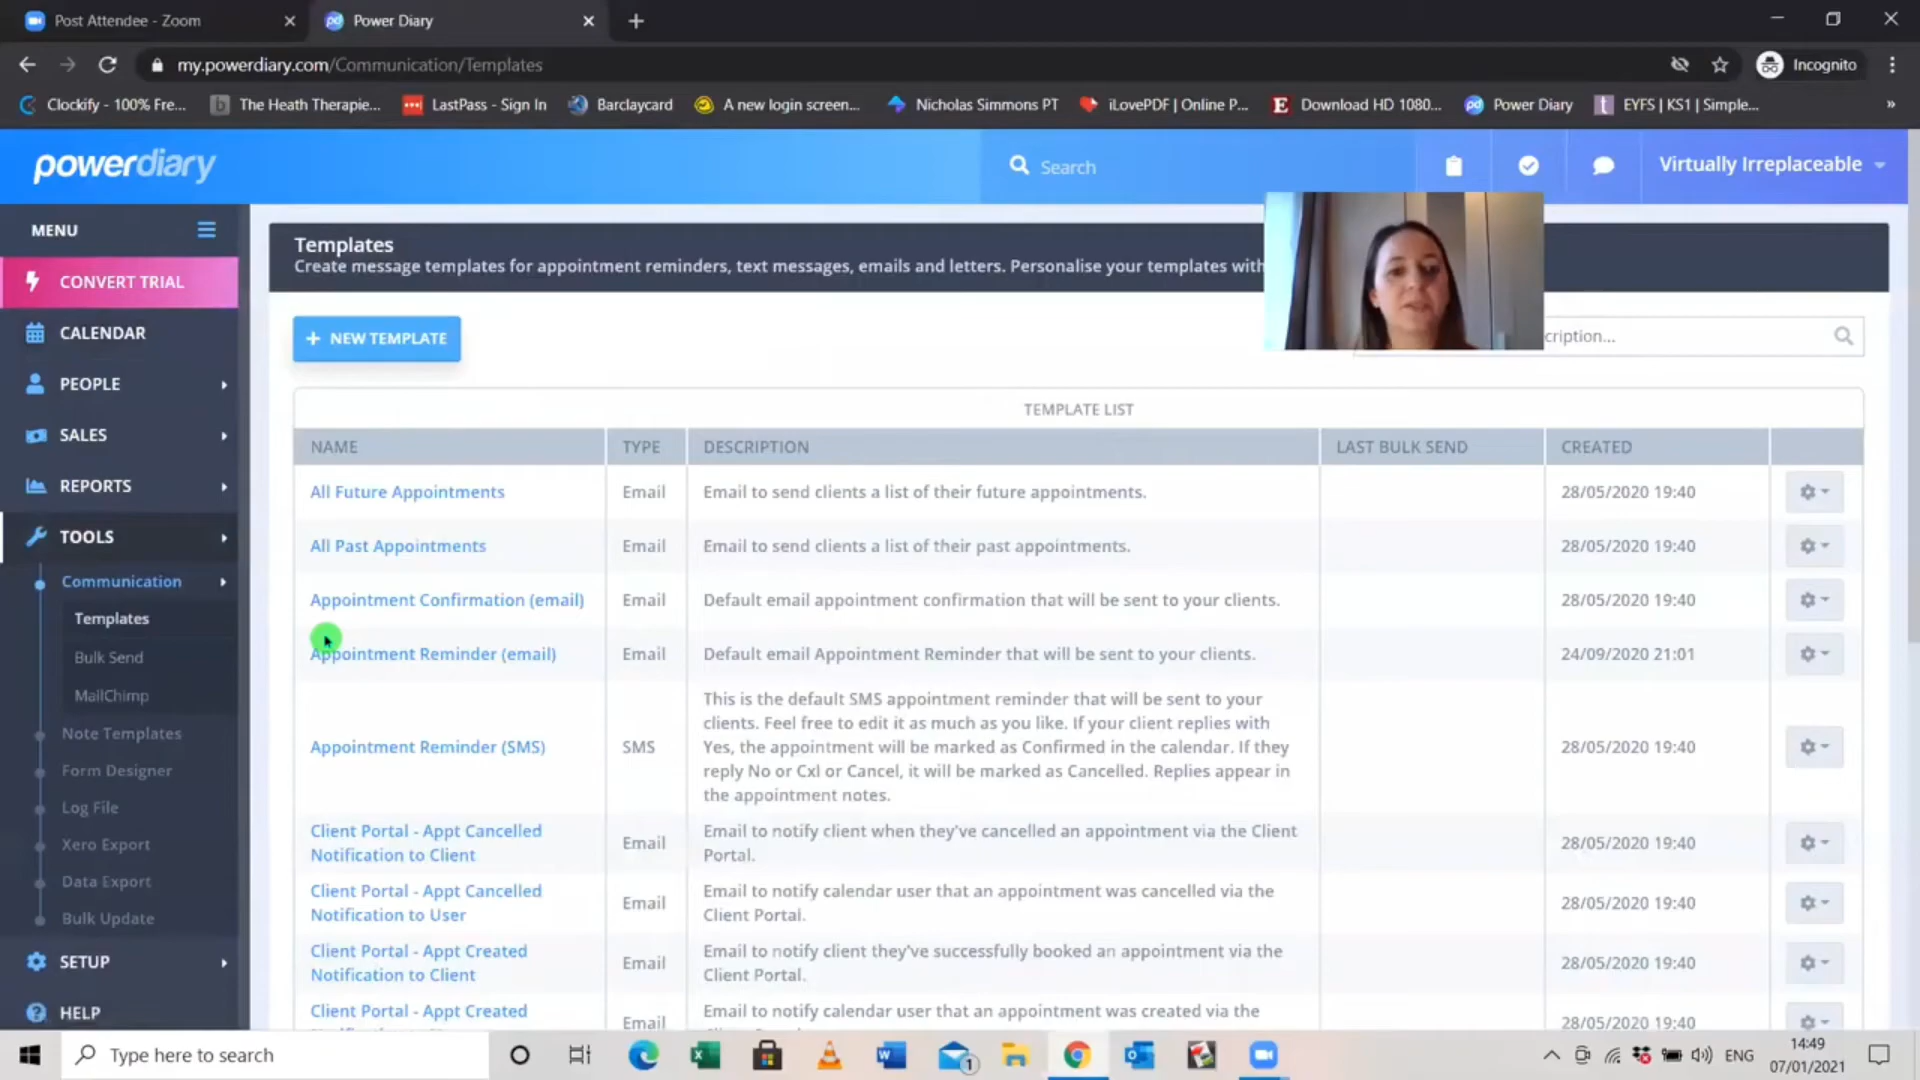 Post Attendee - Zoom
Power Diary
my.powerdiary.com/Communication/Templates
Incognito
Clockify - 100% Fre...
The Heath Therapie...
LastPass - Sign In
Barclaycard
A new login screen...
Nicholas Simmons PT
iLovePDF | Online P...
Download HD 1080...
Power Diary
EYFS | KS1 | Simple...
powerdiary
Search
Virtually Irreplaceable
MENU
CONVERT TRIAL
CALENDAR
PEOPLE
SALES
REPORTS
TOOLS
Communication
Templates
Bulk Send
MailChimp
Note Templates
Form Designer
Log File
Xero Export
Data Export
Bulk Update
SETUP
HELP
Templates
Create message templates for appointment reminders, text messages, emails and letters. Personalise your templates with
+ NEW TEMPLATE
cription...
TEMPLATE LIST
NAME TYPE DESCRIPTION LAST BULK SEND CREATED
All Future Appointments Email Email to send clients a list of their future appointments. 28/05/2020 19:40
All Past Appointments Email Email to send clients a list of their past appointments. 28/05/2020 19:40
Appointment Confirmation (email) Email Default email appointment confirmation that will be sent to your clients. 28/05/2020 19:40
Appointment Reminder (email) Email Default email Appointment Reminder that will be sent to your clients. 24/09/2020 21:01
This is the default SMS appointment reminder that will be sent to your
clients. Feel free to edit it as much as you like. If your client replies with
Appointment Reminder (SMS) SMS Yes, the appointment will be marked as Confirmed in the calendar. If they 28/05/2020 19:40
reply No or Cxl or Cancel, it will be marked as Cancelled. Replies appear in
the appointment notes.
Client Portal - Appt Cancelled
Notification to Client
Email
Email to notify client when they've cancelled an appointment via the Client
Portal.
28/05/2020 19:40
Client Portal - Appt Cancelled
Notification to User
Email
Email to notify calendar user that an appointment was cancelled via the
Client Portal.
28/05/2020 19:40
Client Portal - Appt Created
Notification to Client
Email
Email to notify client they've successfully booked an appointment via the
Client Portal.
28/05/2020 19:40
Client Portal - Appt Created
Email
Email to notify calendar user that an appointment was created via the
28/05/2020 19:40
Type here to search
1
ENG
14:49
07/01/2021